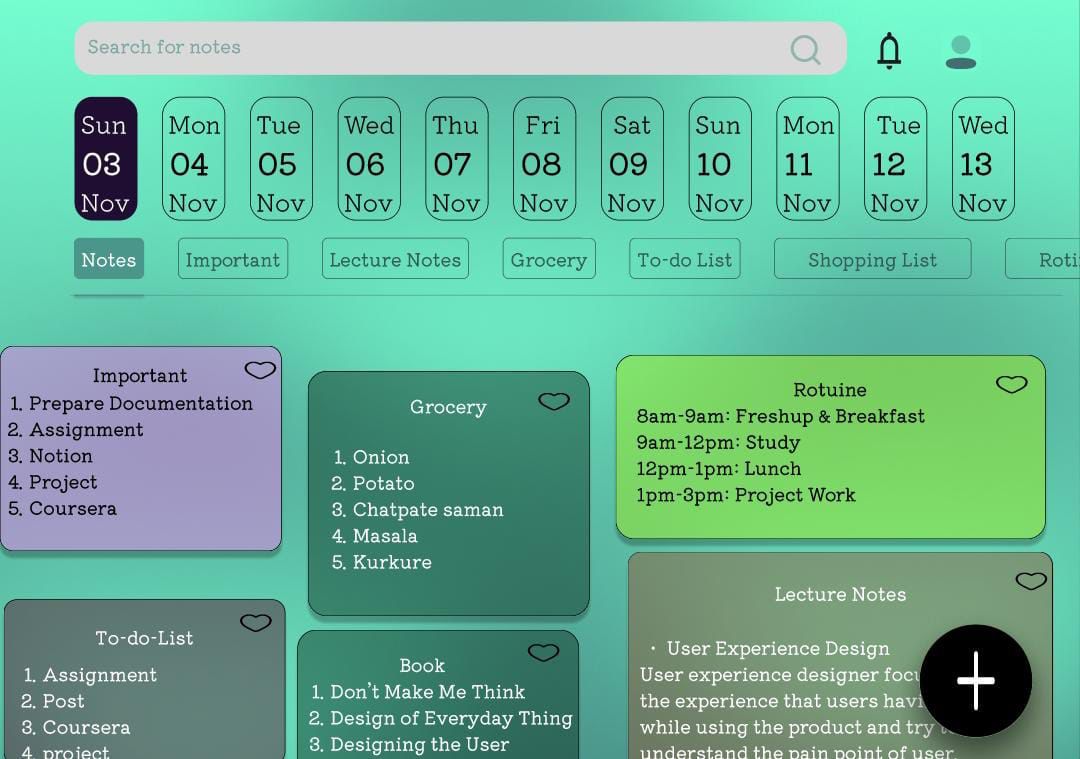 Search for notes
Sun Mon Tue Wed Thu Fri Sat Sun Mon Tue Wed
03 04 05 06 07 08 09 10 11 12 13
Nov Nov Nov Nov Nov Nov Nov Nov Nov Nov Nov
Notes Important Lecture Notes Grocery To-do List Shopping List
Important
1. Prepare Documentation
2. Assignment
3. Notion
4. Project
5. Coursera
Grocery
1. Onion
2. Potato
3. Chatpate saman
4. Masala
5. Kurkure
Rotuine
8am-9am: Freshup & Breakfast
9am-12pm: Study
12pm-1pm: Lunch
1pm-3pm: Project Work
To-do-List
1. Assignment
2. Post
3. Coursera
4. project
Book
1. Don't Make Me Think
2. Design of Everyday Thing
3. Designing the User
Lecture Notes
• User Experience Design
User experience designer
the experience that users
while using the product and try
understand the pain point of user.